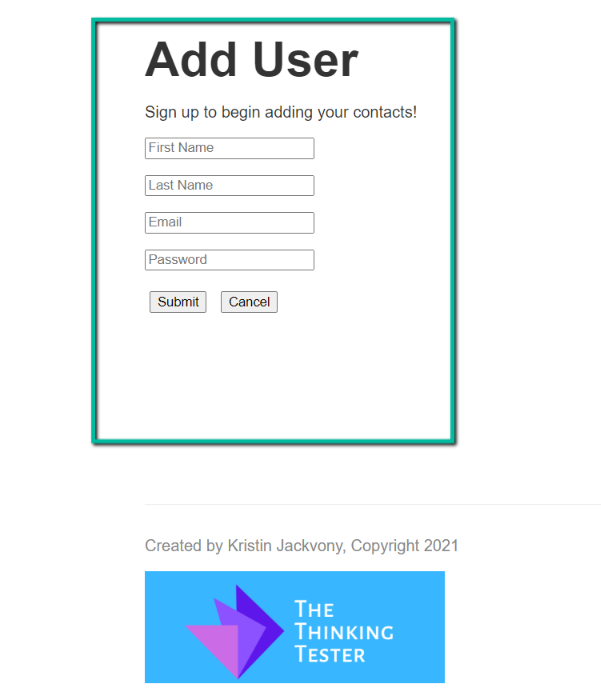 Add User
Sign up to begin adding your contacts!
First Name
Last Name
Email
Password
Submit Cancel
Created by Kristin Jackvony, Copyright 2021
THE
THINKING
TESTER